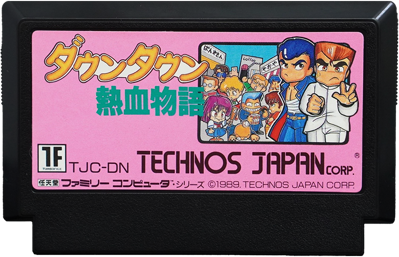 ダウンタウン
熱血物語
TF
TJC-DN TECHNOS JAPAN CORP. ®
任天堂 ファミリー コンピュータ・シリーズ ©1989. TECHNOS JAPAN CORP.